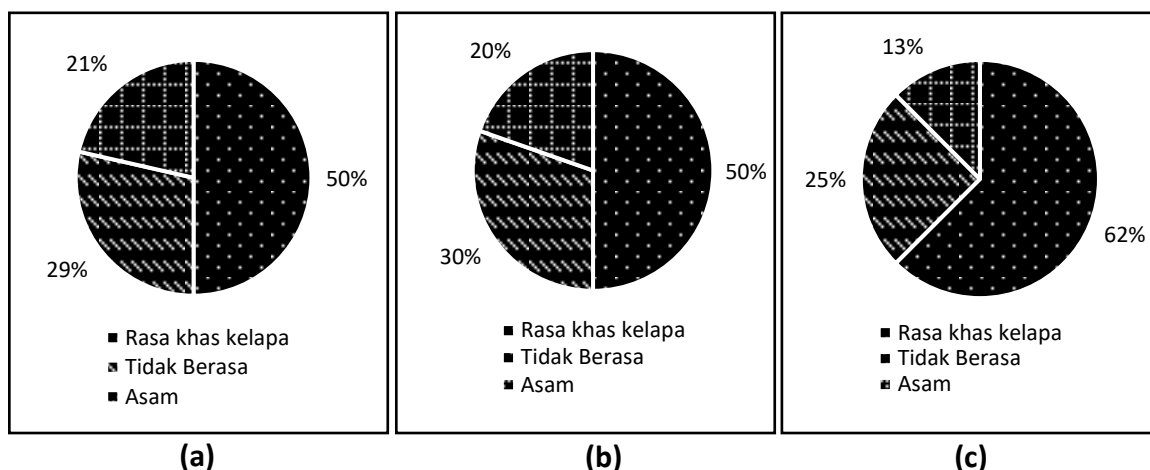 21%
50%
29%
■ Rasa khas kelapa
■ Tidak Berasa
■ Asam
(a)
20%
50%
30%
■ Rasa khas kelapa
■ Tidak Berasa
■ Asam
(b)
13%
25%
62%
■ Rasa khas kelapa
■ Tidak Berasa
■ Asam
(c)